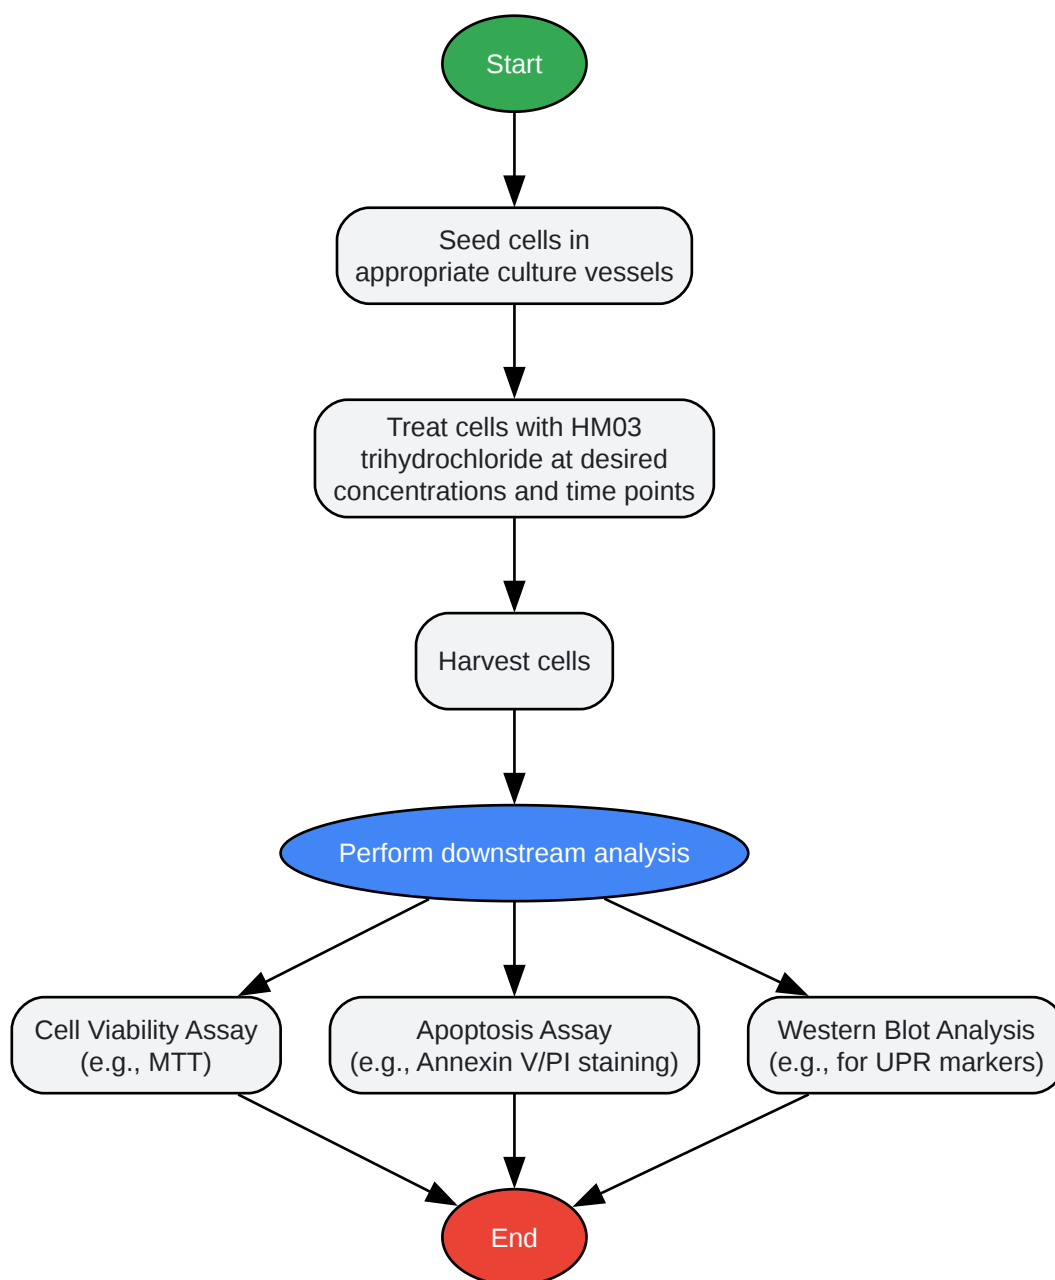 Start
Seed cells in
appropriate culture vessels
Treat cells with HM03
trihydrochloride at desired
concentrations and time points
Harvest cells
Perform downstream analysis
Cell Viability Assay
(e.g., MTT)
Apoptosis Assay
(e.g., Annexin V/PI staining)
Western Blot Analysis
(e.g., for UPR markers)
End